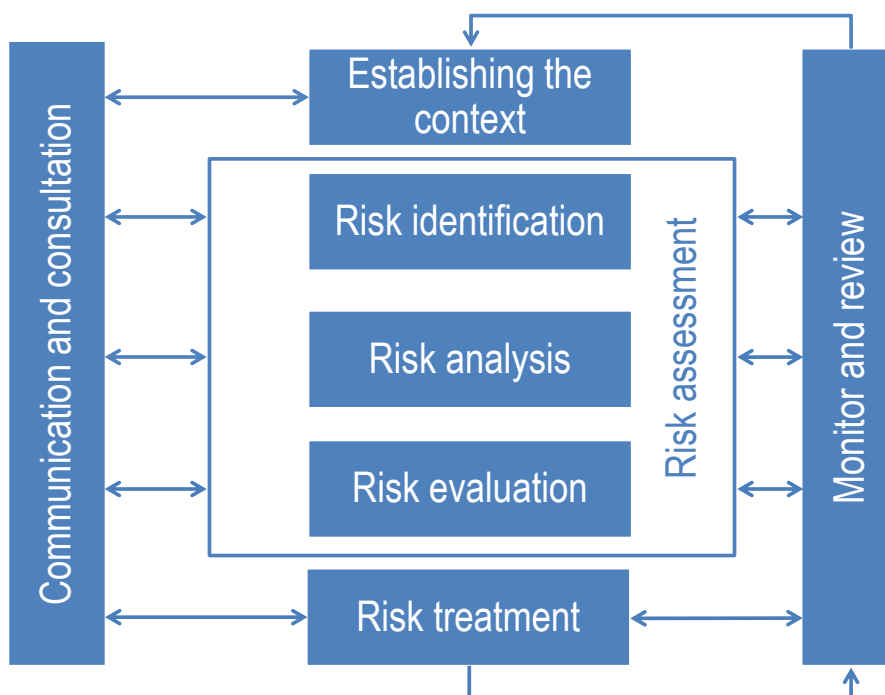 Communication and consultation
Establishing the
context
Risk identification
Risk analysis
Risk evaluation
Risk assessment
Risk treatment
Monitor and review